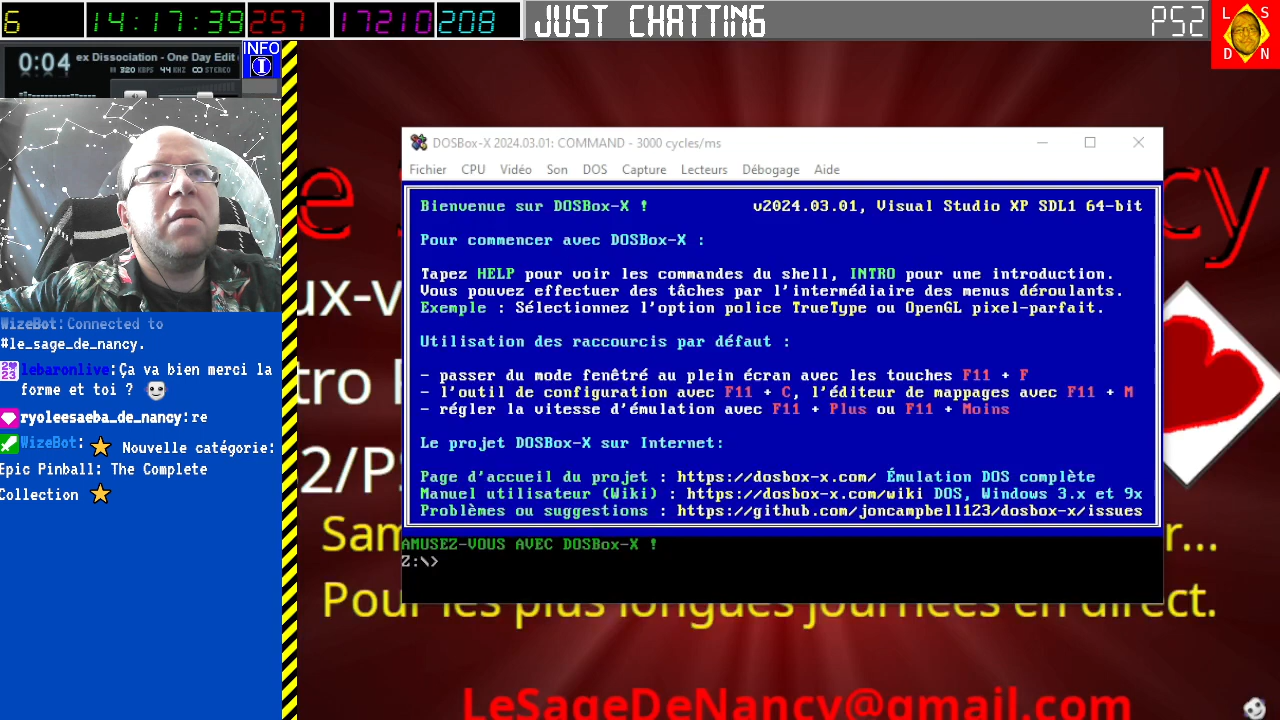 6
14:17:39
257
17210
208
JUST CHATTING
PS2
L S
D N
0:04
ex Dissociation - One Day Edit
320 KBPS 44 KHZ STEREO
INFO
WizeBot:Connected to
#le_sage_de_nancy.
lebaronlive:Ça va bien merci la
forme et toi ?
ryoleesaeba_de_nancy:re
WizeBot: Nouvelle catégorie:
Epic Pinball: The Complete
Collection
DOSBox-X 2024.03.01: COMMAND - 3000 cycles/ms
Fichier CPU Vidéo Son DOS Capture Lecteurs Débogage Aide
Bienvenue sur DOSBox-X ! v2024.03.01, Visual Studio XP SDL1 64-bit
Pour commencer avec DOSBox-X :
Tapez HELP pour voir les commandes du shell, INTRO pour une introduction.
Vous pouvez effectuer des tâches par l'intermédiaire des menus déroulants.
Exemple : Sélectionnez l'option police TrueType ou OpenGL pixel-parfait.
Utilisation des raccourcis par défaut :
- passer du mode fenêtré au plein écran avec les touches F11 + F
- l'outil de configuration avec F11 + C, l'éditeur de mappages avec F11 + M
- régler la vitesse d'émulation avec F11 + Plus ou F11 + Moins
Le projet DOSBox-X sur Internet:
Page d'accueil du projet : https://dosbox-x.com/ Émulation DOS complète
Manuel utilisateur (Wiki) : https://dosbox-x.com/wiki DOS, Windows 3.x et 9x
Problèmes ou suggestions : https://github.com/joncampbell123/dosbox-x/issues
AMUSEZ-VOUS AVEC DOSBox-X !
Z:\>
Pour les plus longues journées en direct.
LeSageDeNancy@gmail.com